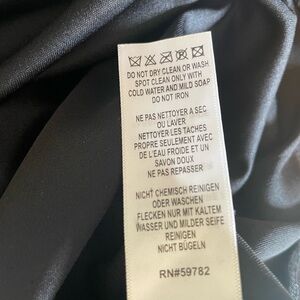 DO NOT DRY CLEAN OR WASH
SPOT CLEAN ONLY WITH
COLD WATER AND MILD SOAP
DO NOT IRON
NE PAS NETTOYER A SEC
OU LAVER
NETTOYER LES TACHES
PROPRE SEULEMENT AVEC
DE L'EAU FROIDE ET UN
SAVON DOUX
NE PAS REPASSER
NICHT CHEMISCH REINIGEN
ODER WASCHEN
FLECKEN NUR MIT KALTEM
WASSER UND MILDER SEIFE
REINIGEN
NICHT BÜGELN
RN#59782